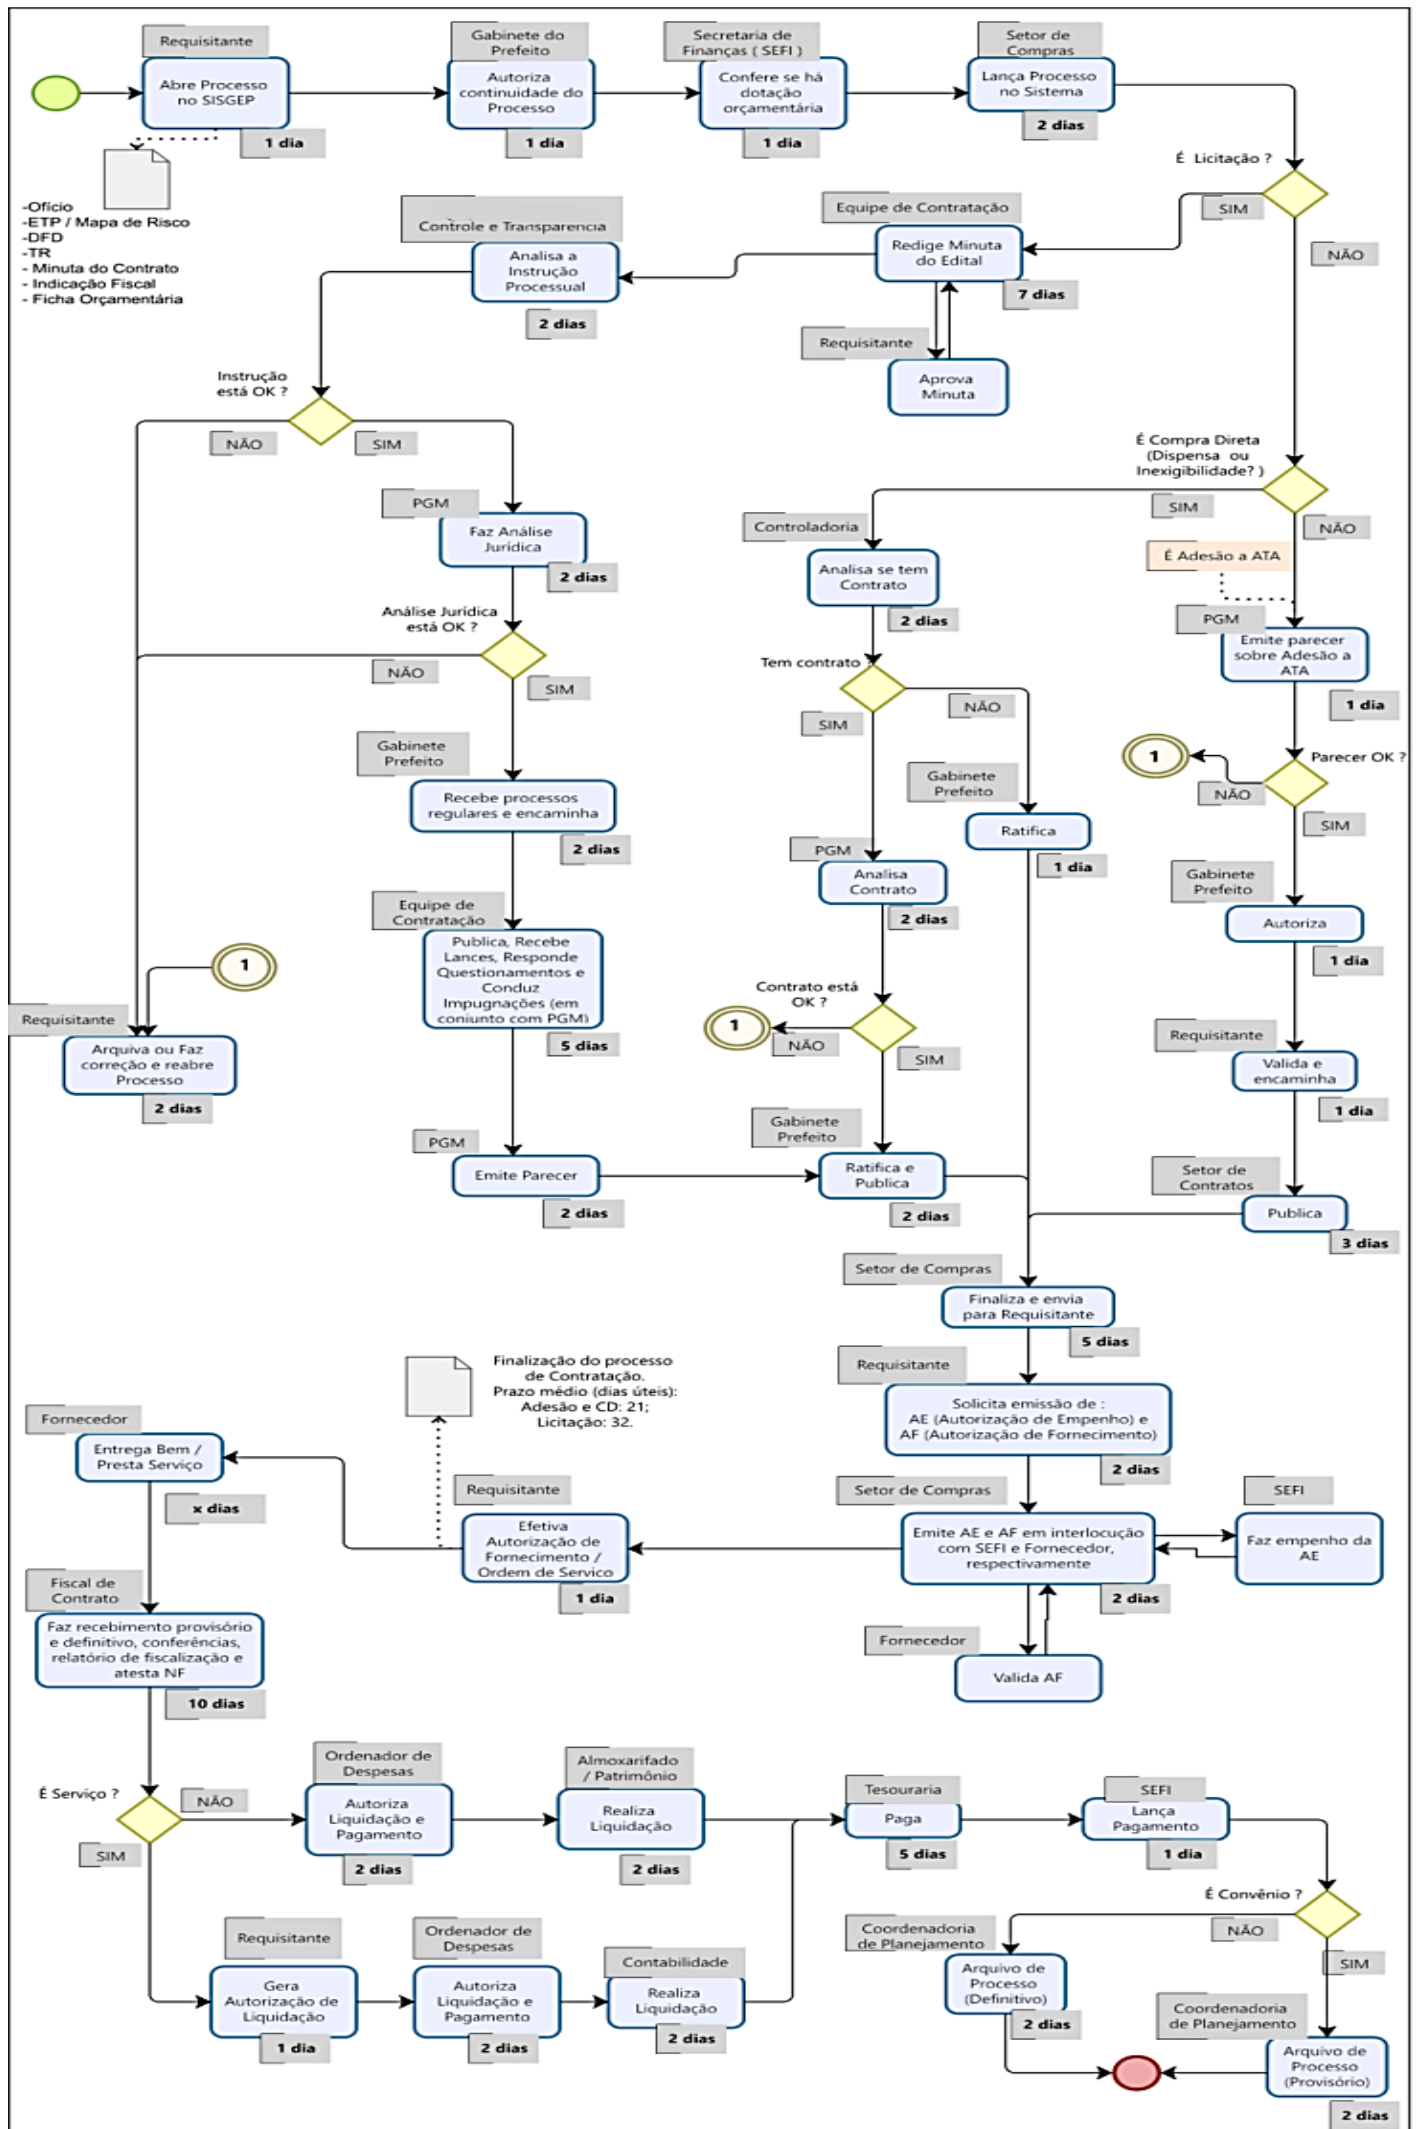 Requisitante
Abre Processo
no SISGEP
1 dia
Gabinete do
Prefeito
Autoriza
continuidade do
Processo
1 dia
Secretaria de
Finanças ( SEFI )
Confere se há
dotação
orçamentária
1 dia
Setor de
Compras
Lança Processo
no Sistema
2 dias
-Ofício
-ETP / Mapa de Risco
-DFD
-TR
- Minuta do Contrato
- Indicação Fiscal
- Ficha Orçamentária
É Licitação ?
SIM
NÃO
Equipe de Contratação
Redige Minuta
do Edital
7 dias
Requisitante
Aprova
Minuta
Controle e Transparencia
Analisa a
Instrução
Processual
2 dias
Instrução
está OK ?
NÃO
SIM
PGM
Faz Análise
Jurídica
2 dias
Análise Jurídica
está OK ?
NÃO
SIM
Gabinete
Prefeito
Recebe processos
regulares e encaminha
2 dias
Equipe de
Contratação
Publica, Recebe
Lances, Responde
Questionamentos e
Conduz
Impugnações (em
conjunto com PGM)
5 dias
1
Requisitante
Arquiva ou Faz
correção e reabre
Processo
2 dias
PGM
Emite Parecer
2 dias
É Compra Direta
(Dispensa ou
Inexigibilidade? )
SIM
NÃO
Controladoria
Analisa se tem
Contrato
2 dias
Tem contrato ?
SIM
NÃO
Gabinete
Prefeito
Ratifica
1 dia
PGM
Analisa
Contrato
2 dias
Contrato está
OK ?
1
NÃO
SIM
Gabinete
Prefeito
Ratifica e
Publica
2 dias
É Adesão a ATA
PGM
Emite parecer
sobre Adesão a
ATA
1 dia
Parecer OK ?
1
NÃO
SIM
Gabinete
Prefeito
Autoriza
1 dia
Requisitante
Valida e
encaminha
1 dia
Setor de
Contratos
Publica
3 dias
Setor de Compras
Finaliza e envia
para Requisitante
5 dias
Requisitante
Solicita emissão de :
AE (Autorização de Empenho) e
AF (Autorização de Fornecimento)
2 dias
Setor de Compras
Emite AE e AF em interlocução
com SEFI e Fornecedor,
respectivamente
2 dias
SEFI
Faz empenho da
AE
Fornecedor
Valida AF
Finalização do processo
de Contratação.
Prazo médio (dias úteis):
Adesão e CD: 21;
Licitação: 32.
Requisitante
Efetiva
Autorização de
Fornecimento /
Ordem de Serviço
1 dia
Fornecedor
Entrega Bem /
Presta Serviço
x dias
Fiscal de
Contrato
Faz recebimento provisório
e definitivo, conferências,
relatório de fiscalização e
atesta NF
10 dias
É Serviço ?
NÃO
SIM
Ordenador de
Despesas
Autoriza
Liquidação e
Pagamento
2 dias
Almoxarifado
/ Patrimônio
Realiza
Liquidação
2 dias
Requisitante
Gera
Autorização de
Liquidação
1 dia
Ordenador de
Despesas
Autoriza
Liquidação e
Pagamento
2 dias
Contabilidade
Realiza
Liquidação
2 dias
Tesouraria
Paga
5 dias
SEFI
Lança
Pagamento
1 dia
É Convênio ?
NÃO
SIM
Coordenadoria
de Planejamento
Arquivo de
Processo
(Definitivo)
2 dias
Coordenadoria
de Planejamento
Arquivo de
Processo
(Provisório)
2 dias